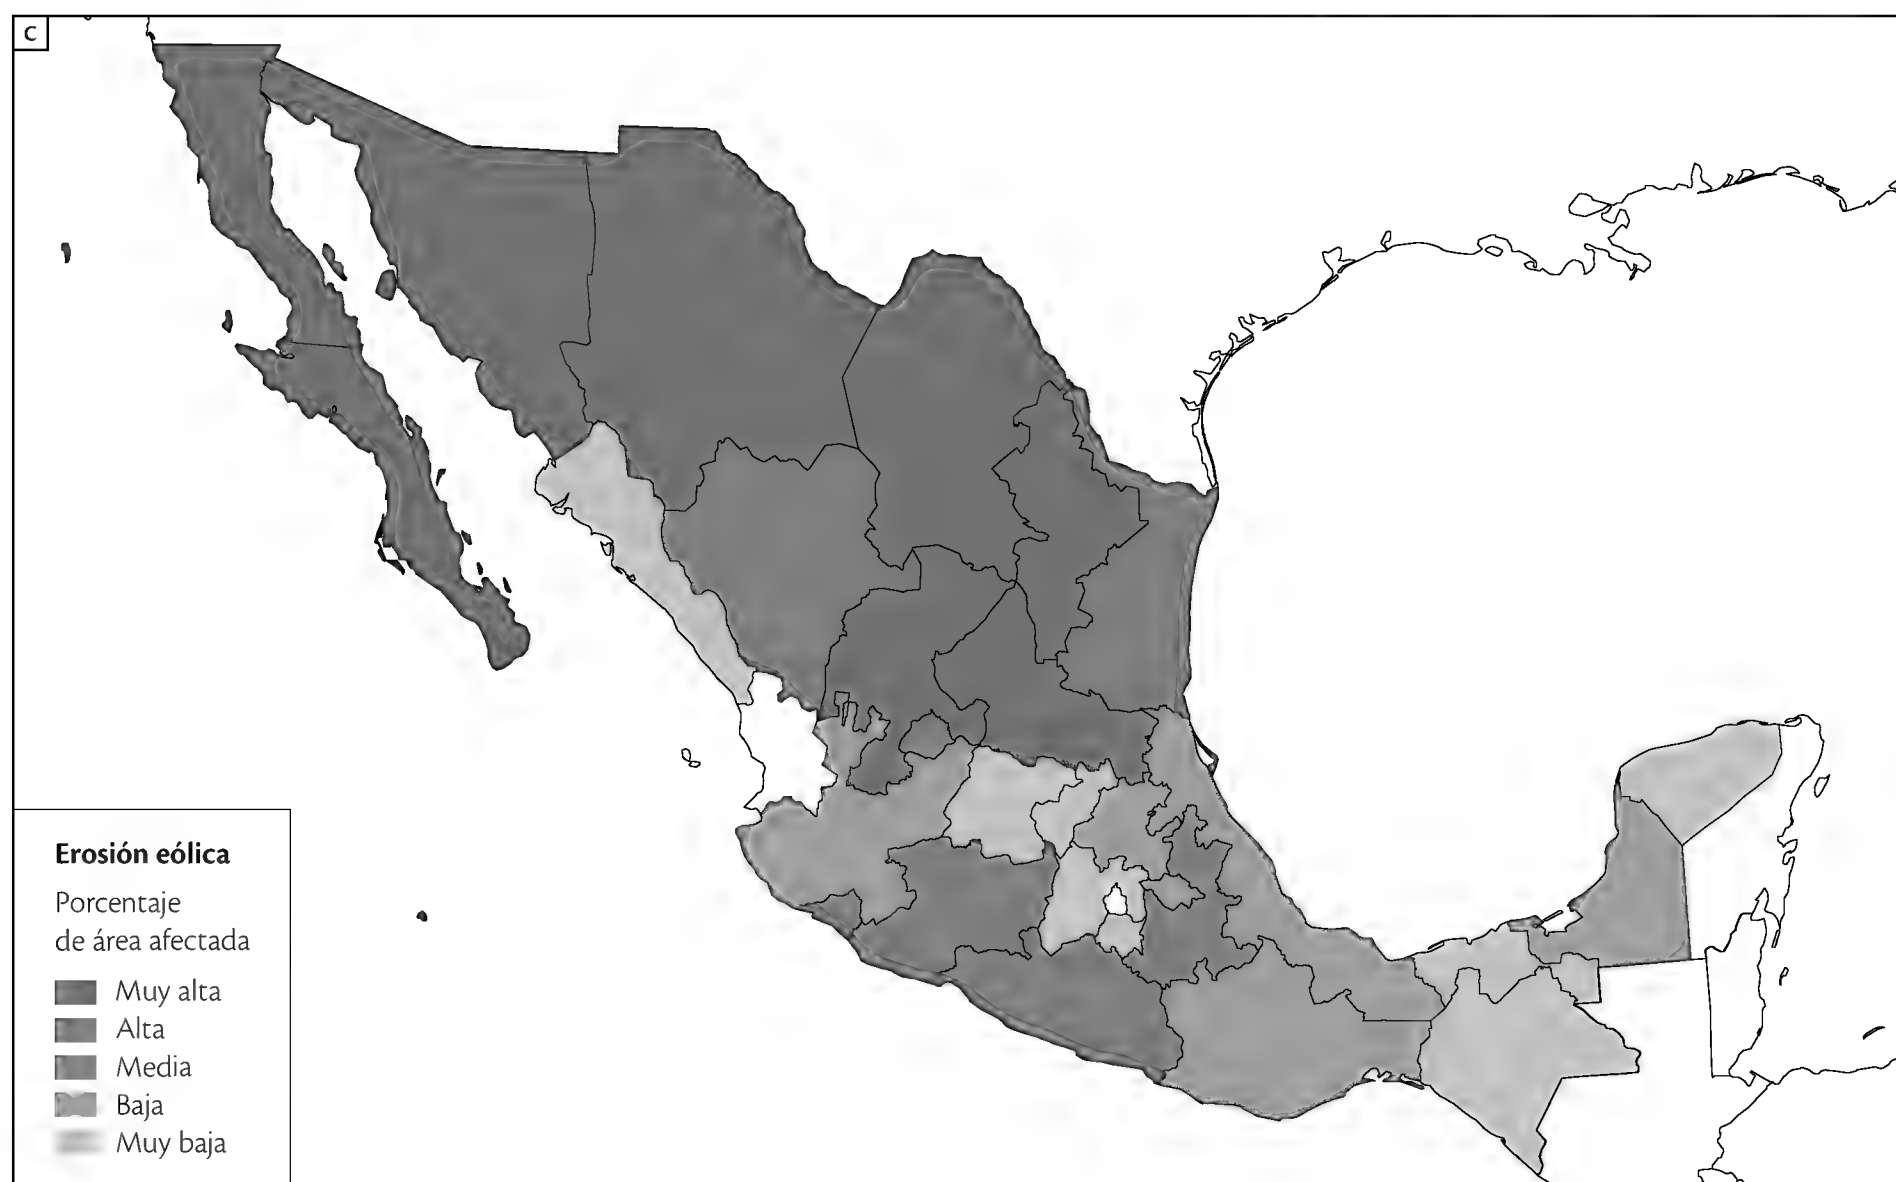 C
Erosión eólica
Porcentaje
de área afectada
Muy alta
Alta
Media
Baja
Muy baja